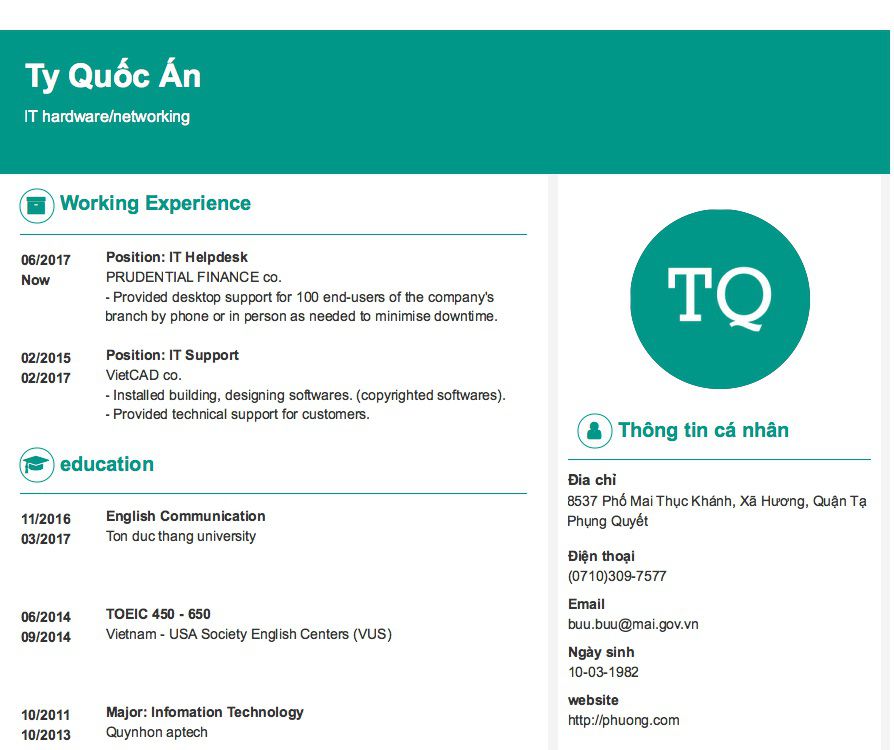 Ty Quốc Án
IT hardware/networking
Working Experience
06/2017
Now
Position: IT Helpdesk
PRUDENTIAL FINANCE co.
- Provided desktop support for 100 end-users of the company's
branch by phone or in person as needed to minimise downtime.
02/2015
02/2017
Position: IT Support
VietCAD co.
- Installed building, designing softwares. (copyrighted softwares).
- Provided technical support for customers.
education
11/2016
03/2017
English Communication
Ton duc thang university
06/2014
09/2014
TOEIC 450 - 650
Vietnam - USA Society English Centers (VUS)
10/2011
10/2013
Major: Infomation Technology
Quynhon aptech
TQ
Thông tin cá nhân
Đia chỉ
8537 Phố Mai Thục Khánh, Xã Hương, Quận Tạ
Phụng Quyết
Điện thoại
(0710)309-7577
Email
buu.buu@mai.gov.vn
Ngày sinh
10-03-1982
website
http://phuong.com